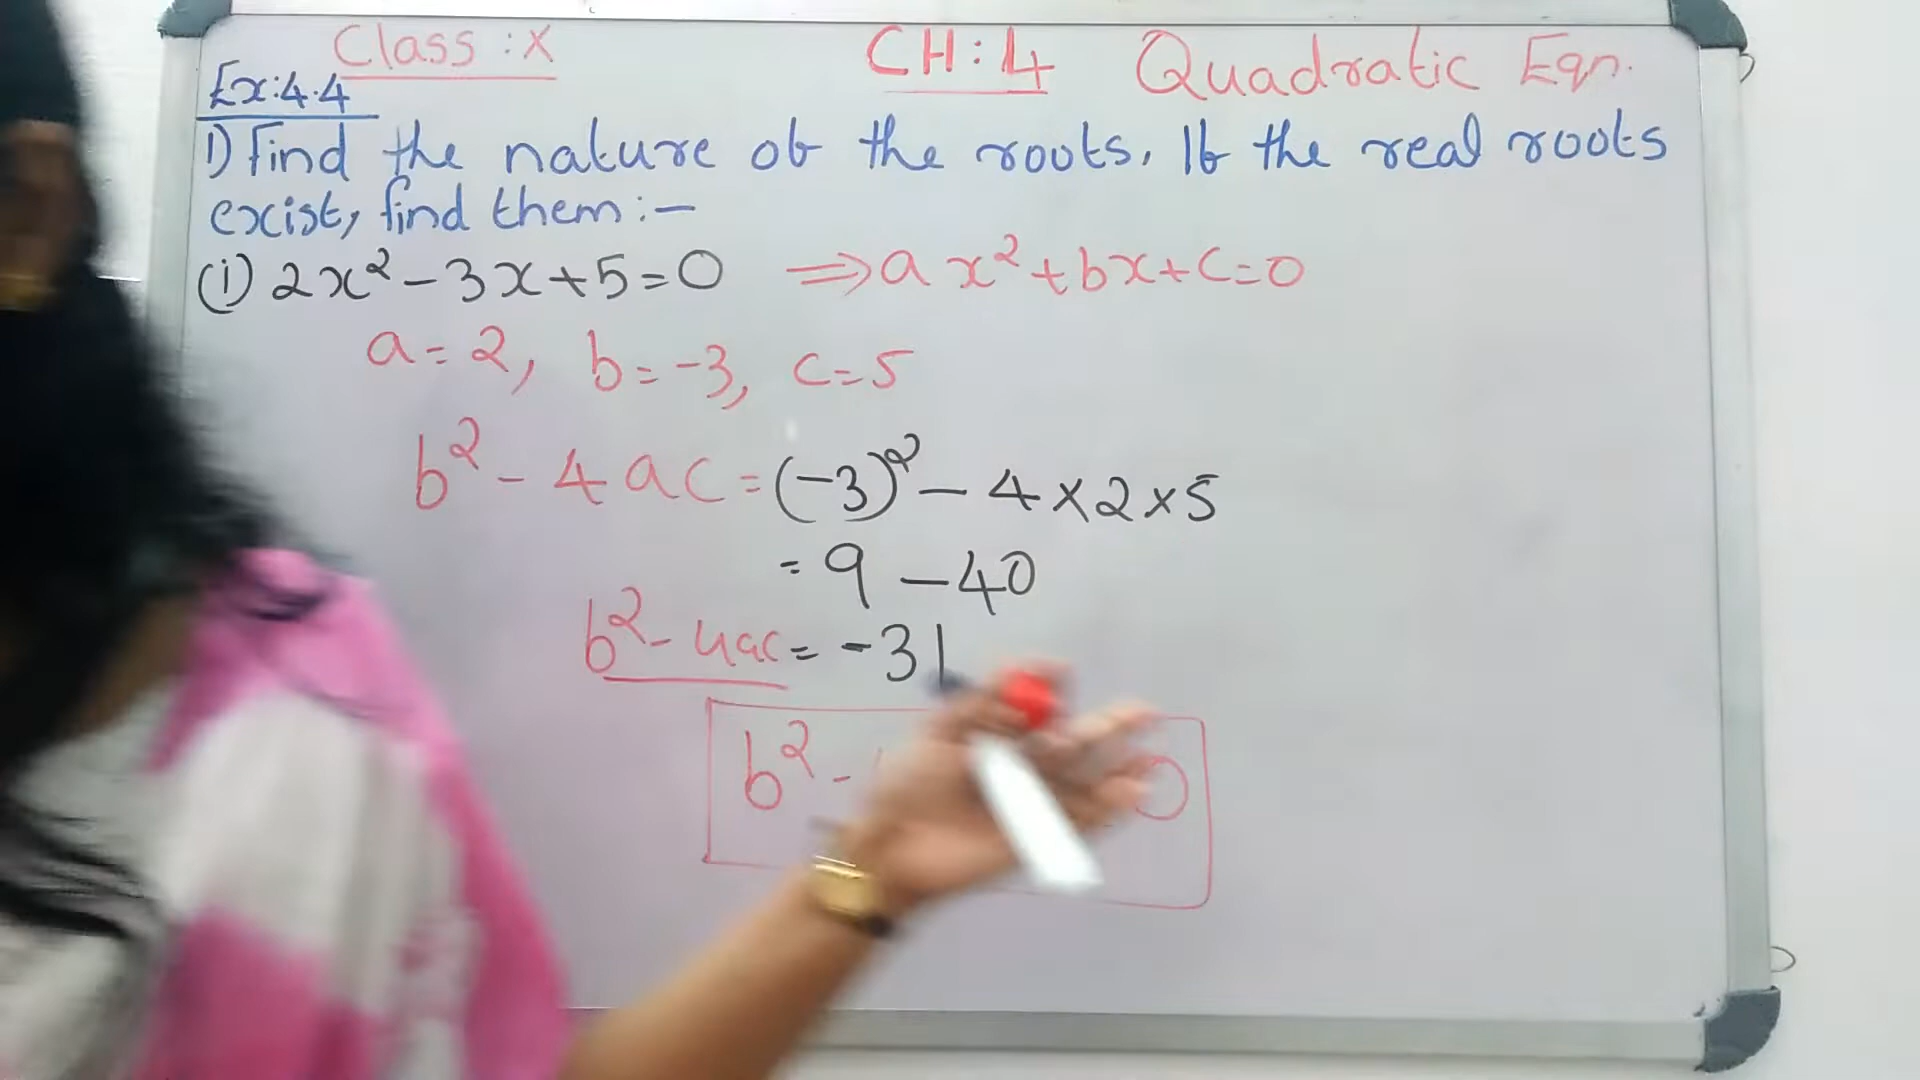 Class : X CH : 4 Quadratic Eqn.
Ex : 4.4
1) Find the nature of the roots. If the real roots
exist, find them :-
(i) 2x² - 3x + 5 = 0 ⇒ ax² + bx + c = 0
a = 2, b = -3, c = 5
b² - 4ac = (-3)² - 4 × 2 × 5
= 9 - 40
b² - 4ac = -31
b² - 0